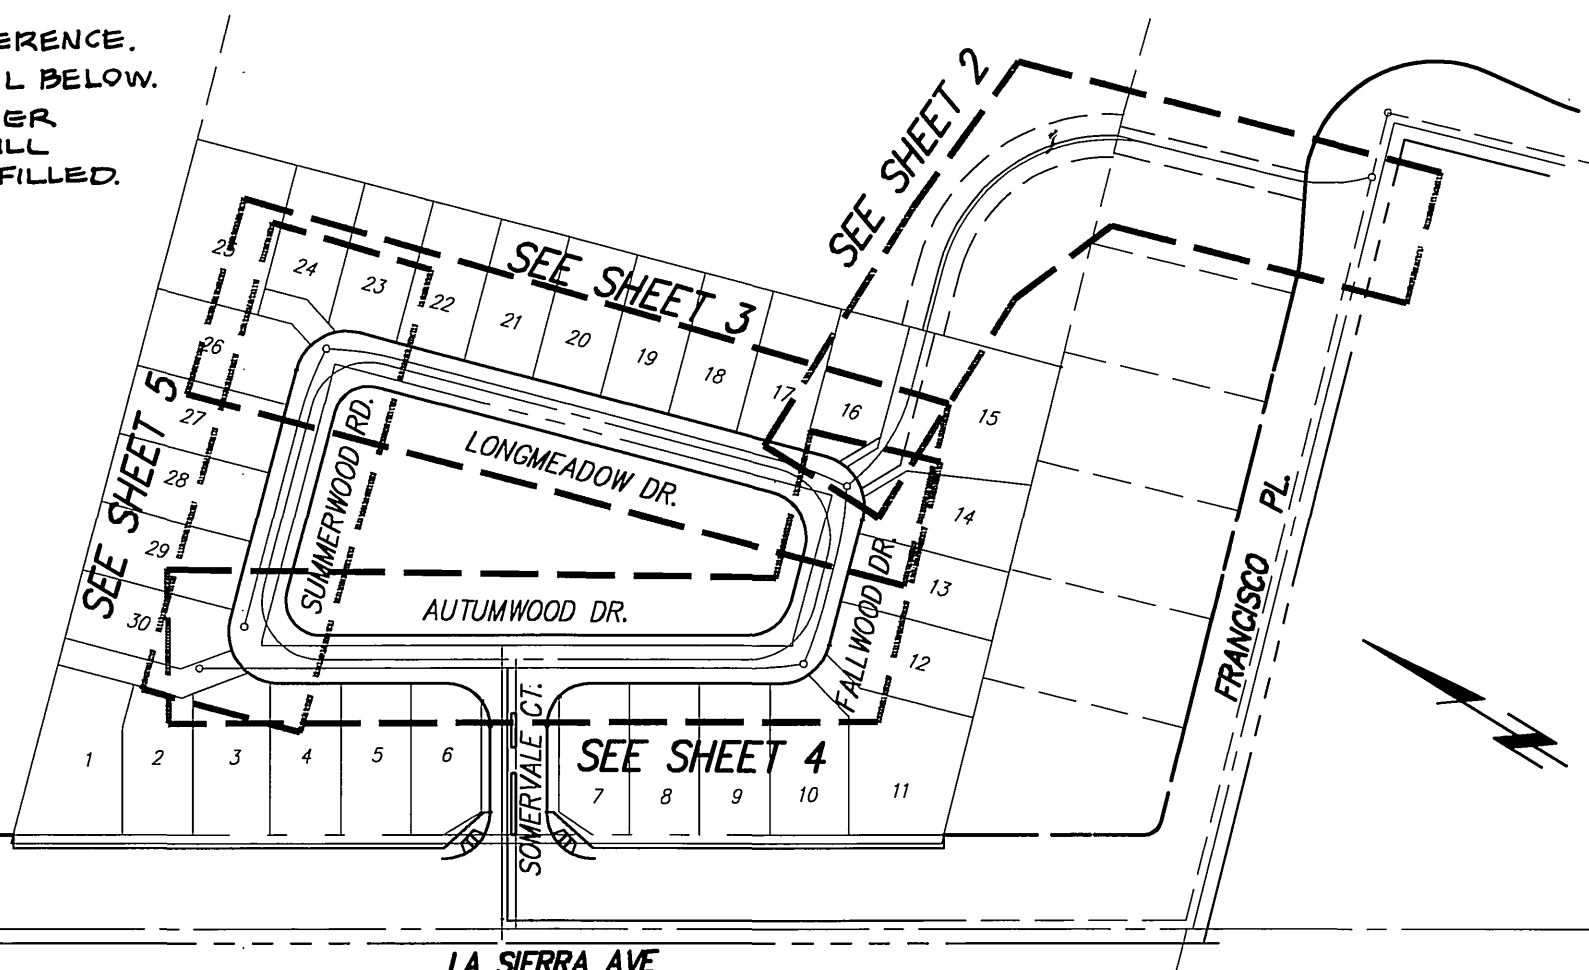 ERENCE.
L BELOW.
ER
ILL
FILLED.
SEE SHEET 2
SEE SHEET 3
25
24
23
22
21
20
19
18
17
16
15
26
27
28
29
30
SEE SHEET 5
LONGMEADOW DR.
SUMMERWOOD RD.
AUTUMWOOD DR.
FALLWOOD DR.
14
13
12
FRANCISCO PL.
SOMERVALE CT.
SEE SHEET 4
1
2
3
4
5
6
7
8
9
10
11
LA SIERRA AVE